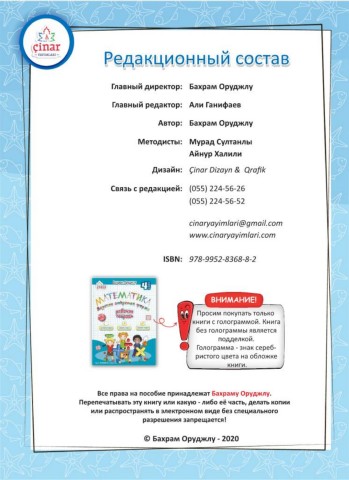 çinar
Редакционный состав
Главный директор: Бахрам Оруджлу
Главный редактор: Али Ганифаев
Автор: Бахрам Оруджлу
Методисты: Мурад Султанлы
Айнур Халили
Дизайн: Çinar Dizayn & Qrafik
Связь с редакцией: (055) 224-56-26
(055) 224-56-52
cinaryayimlari@gmail.com
www.cinaryayimlari.com
ISBN: 978-9952-8368-8-2
МАТЕМАТИКА
4
ВНИМАНИЕ!
Просим покупать только
книги с голограммой. Книга
без голограммы является
подделкой.
Голограмма - знак сереб-
ристого цвета на обложке
книги.
Все права на пособие принадлежат Бахраму Оруджлу.
Перепечатывать эту книгу или какую - либо её часть, делать копии
или распространять в электронном виде без специального
разрешения запрещается!
© Бахрам Оруджлу - 2020